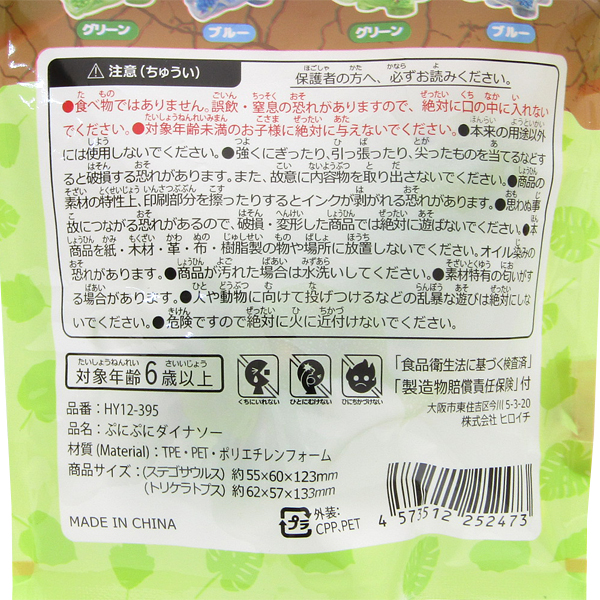 グリーン ブルー グリーン ブルー
注意（ちゅうい） 保護者の方へ、必ずお読みください。
●食べ物ではありません。誤飲・窒息の恐れがありますので、絶対に口の中に入れない
でください。●対象年齢未満のお子様に絶対に与えないでください。●本来の用途以外
には使用しないでください。●強くにぎったり、引っ張ったり、尖ったものを当てるなどす
ると破損する恐れがあります。また、故意に内容物を取り出さないでください。●商品の
素材の特性上、印刷部分を擦ったりするとインクが剥がれる恐れがあります。●思わぬ事
故につながる恐れがあるので、破損・変形した商品では絶対に遊ばないでください。●本
商品を紙・木材・革・布・樹脂製の物や場所に放置しないでください。オイル染みの
恐れがあります。●商品が汚れた場合は水洗いしてください。●素材特有の匂いがす
る場合があります。●人や動物に向けて投げつけるなどの乱暴な遊びは絶対にしな
いでください。●危険ですので絶対に火に近付けないでください。
対象年齢6歳以上
くちにいれない ひとにむけない ひにちかづけない
「食品衛生法に基づく検査済」
「製造物賠償責任保険」付
大阪市東住吉区今川5-3-20
株式会社 ヒロイチ
品番：HY12-395
品名：ぷにぷにダイナソー
材質（Material）：TPE・PET・ポリエチレンフォーム
商品サイズ：（ステゴサウルス）約55×60×123mm
（トリケラトプス）約62×57×133mm
MADE IN CHINA
プラ 外装：
CPP,PET
4 573512 252473